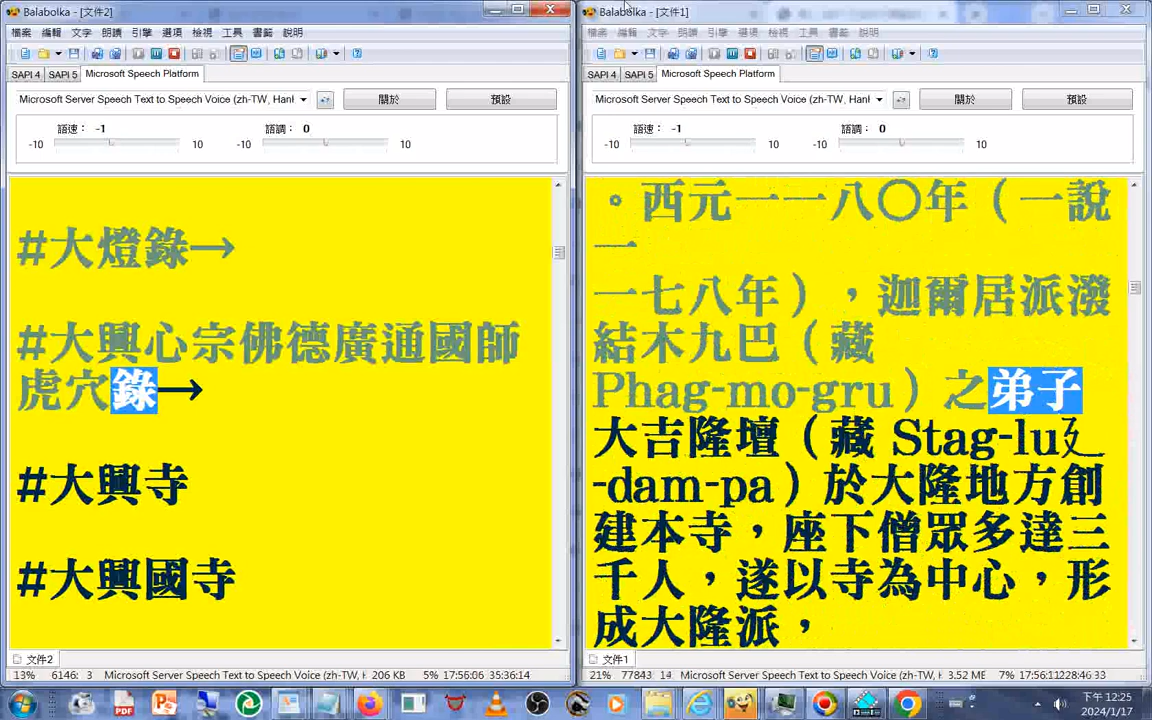 Balabolka - [文件2]
檔案 編輯 文字 朗讀 引擎 選項 檢視 工具 書籤 說明
SAPI 4 SAPI 5 Microsoft Speech Platform
Microsoft Server Speech Text to Speech Voice (zh-TW, Hanl
關於
預設
語速： -1
語調： 0
-10 10 -10 10
#大燈錄→
#大興心宗佛德廣通國師
虎穴錄→
#大興寺
#大興國寺
文件2
13% 6146: 3 Microsoft Server Speech Text to Speech Voice (zh-TW, H 206 KB 5% 17:56:06 35:36:14
Balabolka - [文件1]
檔案 編輯 文字 朗讀 引擎 選項 檢視 工具 書籤 說明
SAPI 4 SAPI 5 Microsoft Speech Platform
Microsoft Server Speech Text to Speech Voice (zh-TW, Hanl
關於
預設
語速： -1
語調： 0
-10 10 -10 10
。西元一一八〇年（一說
一
一七八年），迦爾居派潑
結木九巴（藏
Phag-mo-gru）之弟子
大吉隆壇（藏 Stag-lu廴
-dam-pa）於大隆地方創
建本寺，座下僧眾多達三
千人，遂以寺為中心，形
成大隆派，
文件1
21% 77843 14 Microsoft Server Speech Text to Speech Voice (zh-TW, H 3.52 ME 7% 17:56:11 228:46:33
下午 12:25
2024/1/17